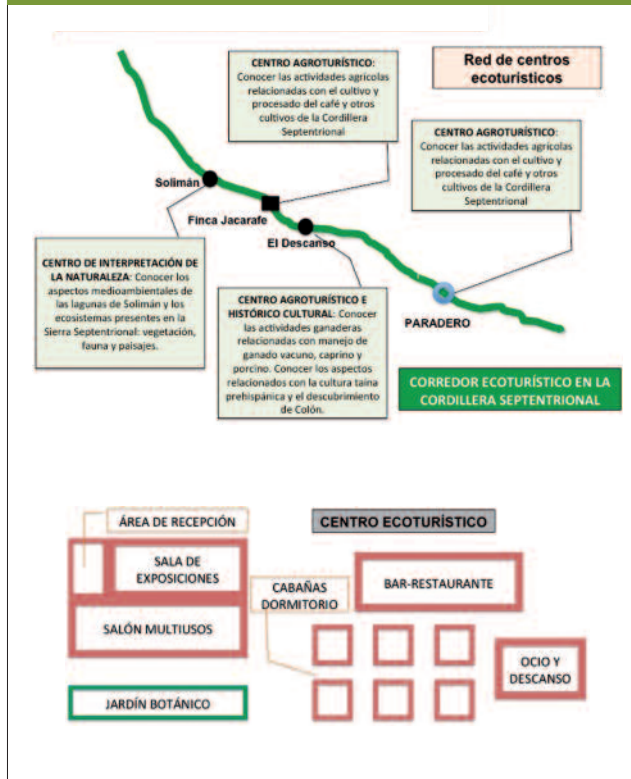 CENTRO AGROTURÍSTICO:
Conocer las actividades agrícolas
relacionadas con el cultivo y
procesado del café y otros
cultivos de la Cordillera
Septentrional
Red de centros
ecoturísticos
CENTRO AGROTURÍSTICO:
Conocer las actividades agrícolas
relacionadas con el cultivo y
procesado del café y otros
cultivos de la Cordillera
Septentrional
Solimán
Finca Jacarafe
El Descanso
CENTRO DE INTERPRETACIÓN DE
LA NATURALEZA: Conocer los
aspectos medioambientales de
las lagunas de Solimán y los
ecosistemas presentes en la
Sierra Septentrional: vegetación,
fauna y paisajes.
CENTRO AGROTURÍSTICO E
HISTÓRICO CULTURAL: Conocer
las actividades ganaderas
relacionadas con manejo de
ganado vacuno, caprino y
porcino. Conocer los aspectos
relacionados con la cultura taína
prehispánica y el descubrimiento
de Colón.
PARADERO
CORREDOR ECOTURÍSTICO EN LA
CORDILLERA SEPTENTRIONAL
ÁREA DE RECEPCIÓN
CENTRO ECOTURÍSTICO
SALA DE
EXPOSICIONES
CABAÑAS
DORMITORIO
BAR-RESTAURANTE
SALÓN MULTIUSOS
OCIO Y
DESCANSO
JARDÍN BOTÁNICO